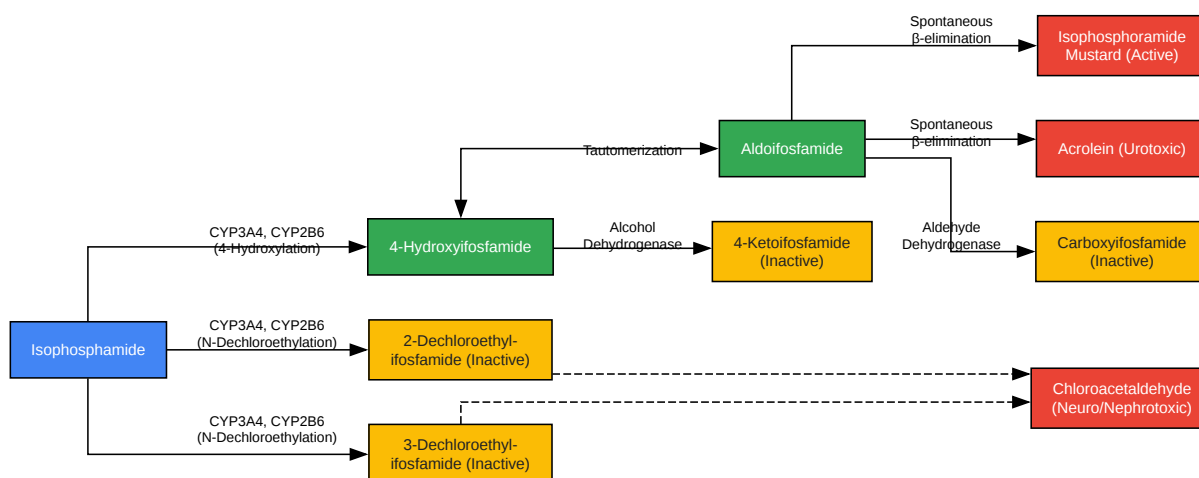 Spontaneous
β-elimination
Isophosphoramide
Mustard (Active)
Spontaneous
β-elimination
Aldoifosfamide
Acrolein (Urotoxic)
Tautomerization
CYP3A4, CYP2B6
(4-Hydroxylation)
4-Hydroxyifosfamide
Alcohol
Dehydrogenase
4-Ketoifosfamide
(Inactive)
Aldehyde
Dehydrogenase
Carboxyifosfamide
(Inactive)
Isophosphamide
CYP3A4, CYP2B6
(N-Dechloroethylation)
2-Dechloroethyl-
ifosfamide (Inactive)
Chloroacetaldehyde
(Neuro/Nephrotoxic)
CYP3A4, CYP2B6
(N-Dechloroethylation)
3-Dechloroethyl-
ifosfamide (Inactive)